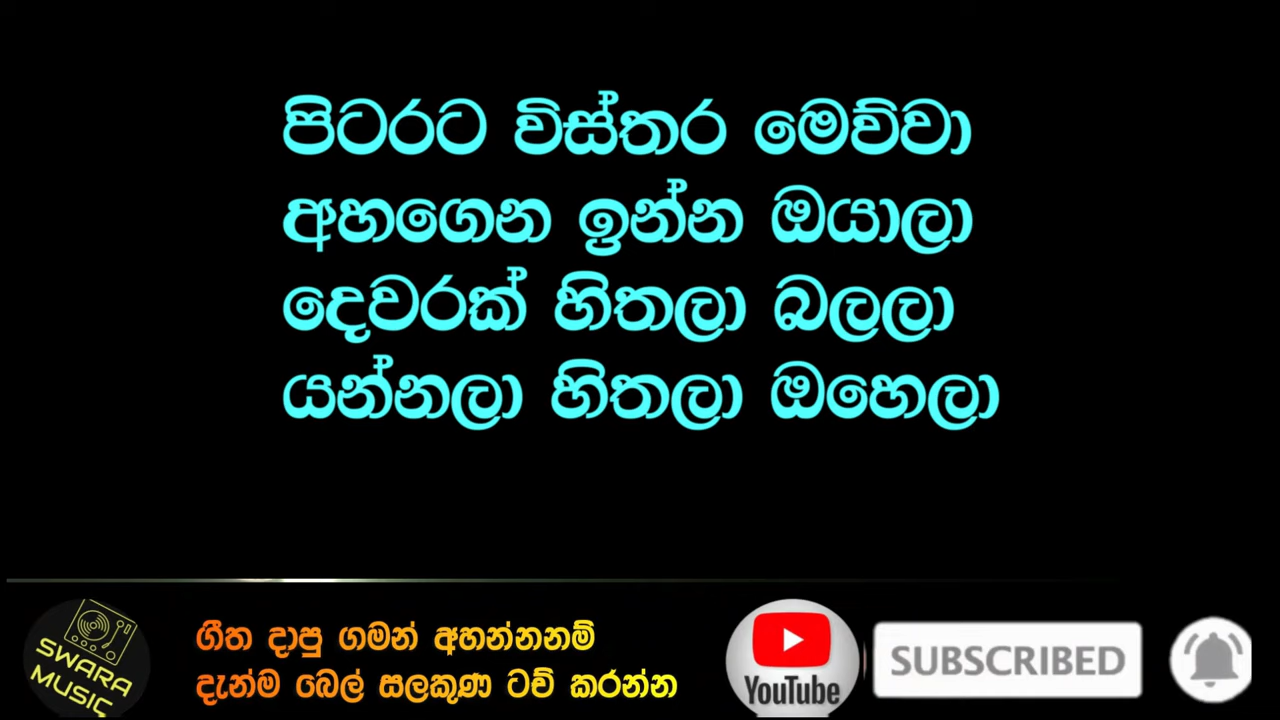 පිටරට විස්තර මෙව්වා
අහගෙන ඉන්න ඔයාලා
දෙවරක් හිතලා බලලා
යන්නලා හිතලා ඔහෙලා
ගීත දාපු ගමන් අහන්නනම්
දැන්ම බෙල් සලකුණ ටච් කරන්න
SWARA
MUSIC
YouTube
SUBSCRIBED